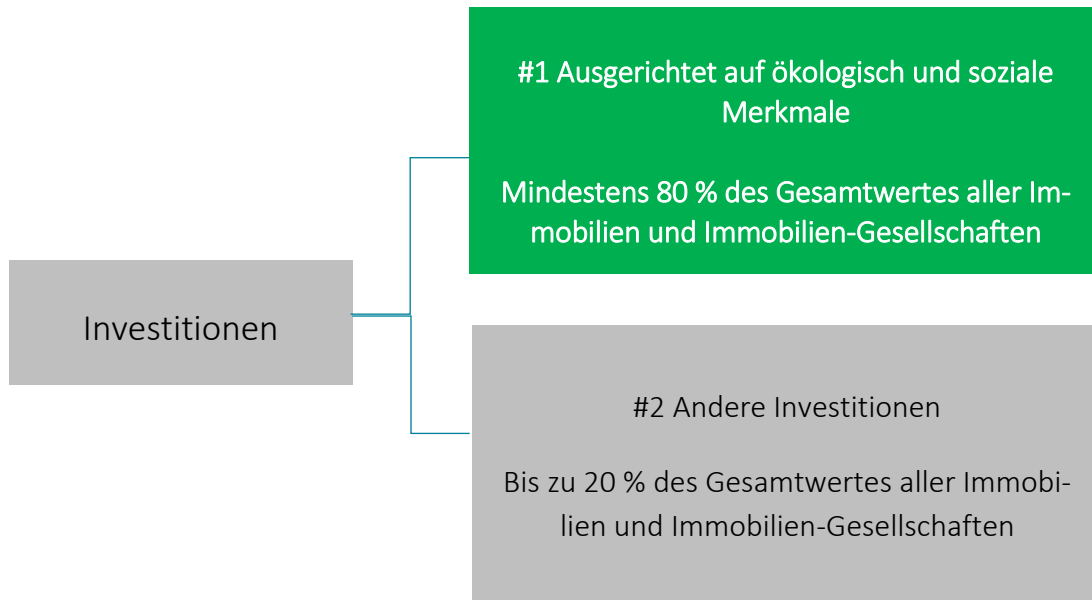 #1 Ausgerichtet auf ökologisch und soziale
Merkmale
Mindestens 80 % des Gesamtwertes aller Im-
mobilien und Immobilien-Gesellschaften
Investitionen
#2 Andere Investitionen
Bis zu 20 % des Gesamtwertes aller Immobi-
lien und Immobilien-Gesellschaften